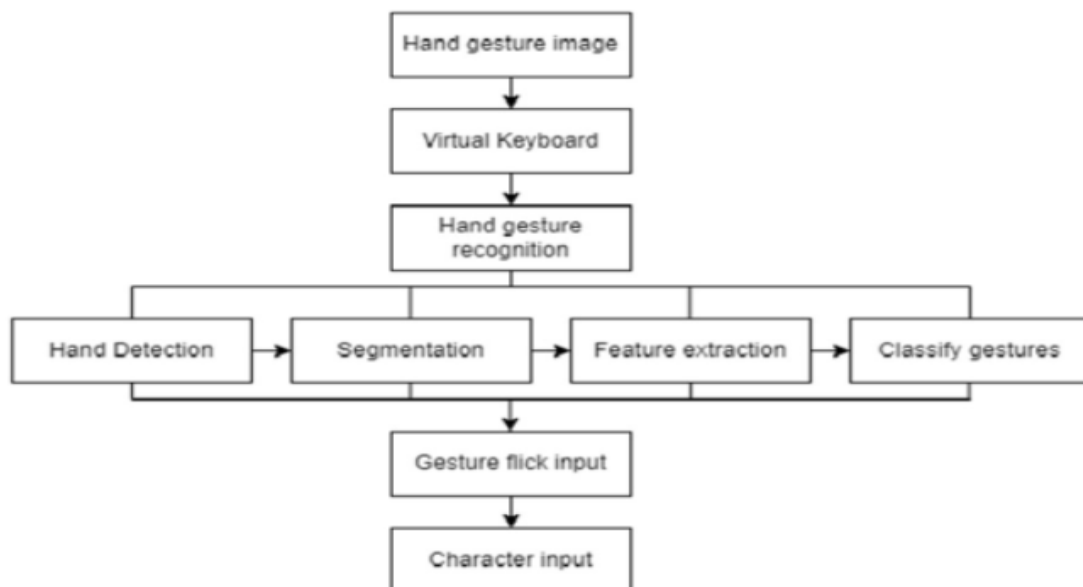 Hand gesture image
Virtual Keyboard
Hand gesture
recognition
Hand Detection
Segmentation
Feature extraction
Classify gestures
Gesture flick input
Character input